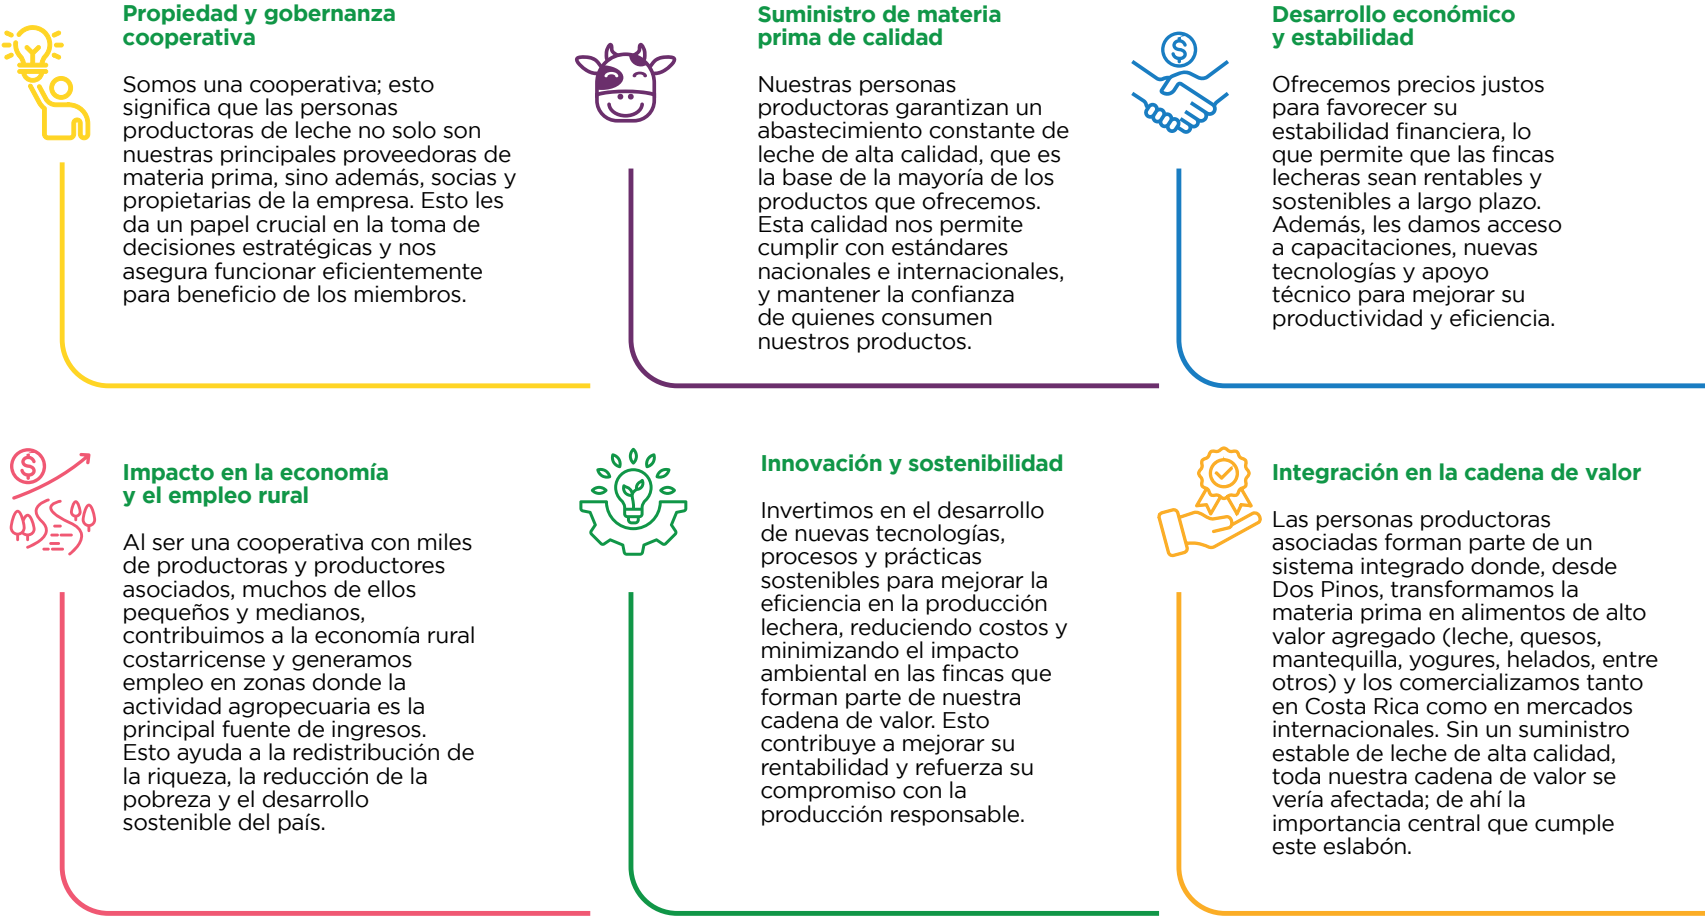 Propiedad y gobernanza
cooperativa
Somos una cooperativa; esto
significa que las personas
productoras de leche no solo son
nuestras principales proveedoras de
materia prima, sino además, socias y
propietarias de la empresa. Esto les
da un papel crucial en la toma de
decisiones estratégicas y nos
asegura funcionar eficientemente
para beneficio de los miembros.
Suministro de materia
prima de calidad
Nuestras personas
productoras garantizan un
abastecimiento constante de
leche de alta calidad, que es
la base de la mayoría de los
productos que ofrecemos.
Esta calidad nos permite
cumplir con estándares
nacionales e internacionales,
y mantener la confianza
de quienes consumen
nuestros productos.
Desarrollo económico
y estabilidad
Ofrecemos precios justos
para favorecer su
estabilidad financiera, lo
que permite que las fincas
lecheras sean rentables y
sostenibles a largo plazo.
Además, les damos acceso
a capacitaciones, nuevas
tecnologías y apoyo
técnico para mejorar su
productividad y eficiencia.
Impacto en la economía
y el empleo rural
Al ser una cooperativa con miles
de productoras y productores
asociados, muchos de ellos
pequeños y medianos,
contribuimos a la economía rural
costarricense y generamos
empleo en zonas donde la
actividad agropecuaria es la
principal fuente de ingresos.
Esto ayuda a la redistribución de
la riqueza, la reducción de la
pobreza y el desarrollo
sostenible del país.
Innovación y sostenibilidad
Invertimos en el desarrollo
de nuevas tecnologías,
procesos y prácticas
sostenibles para mejorar la
eficiencia en la producción
lechera, reduciendo costos y
minimizando el impacto
ambiental en las fincas que
forman parte de nuestra
cadena de valor. Esto
contribuye a mejorar su
rentabilidad y refuerza su
compromiso con la
producción responsable.
Integración en la cadena de valor
Las personas productoras
asociadas forman parte de un
sistema integrado donde, desde
Dos Pinos, transformamos la
materia prima en alimentos de alto
valor agregado (leche, quesos,
mantequilla, yogures, helados, entre
otros) y los comercializamos tanto
en Costa Rica como en mercados
internacionales. Sin un suministro
estable de leche de alta calidad,
toda nuestra cadena de valor se
vería afectada; de ahí la
importancia central que cumple
este eslabón.